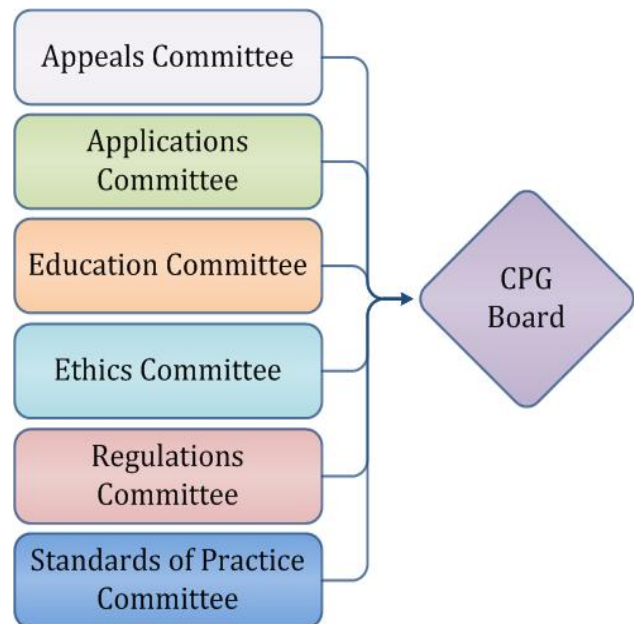 Appeals Committee
Applications
Committee
Education Committee
Ethics Committee
Regulations
Committee
Standards of Practice
Committee
CPG
Board